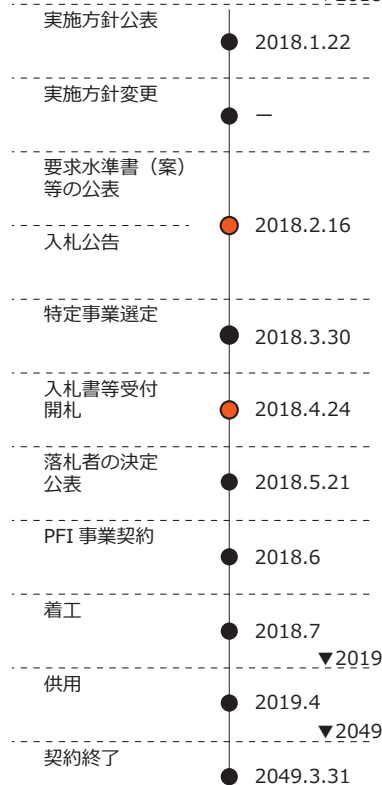 実施方針公表
2018.1.22
実施方針変更
―
要求水準書（案）
等の公表
2018.2.16
入札公告
特定事業選定
2018.3.30
入札書等受付
開札
2018.4.24
落札者の決定
公表
2018.5.21
PFI 事業契約
2018.6
着工
2018.7
▼2019
供用
2019.4
▼2049
契約終了
2049.3.31